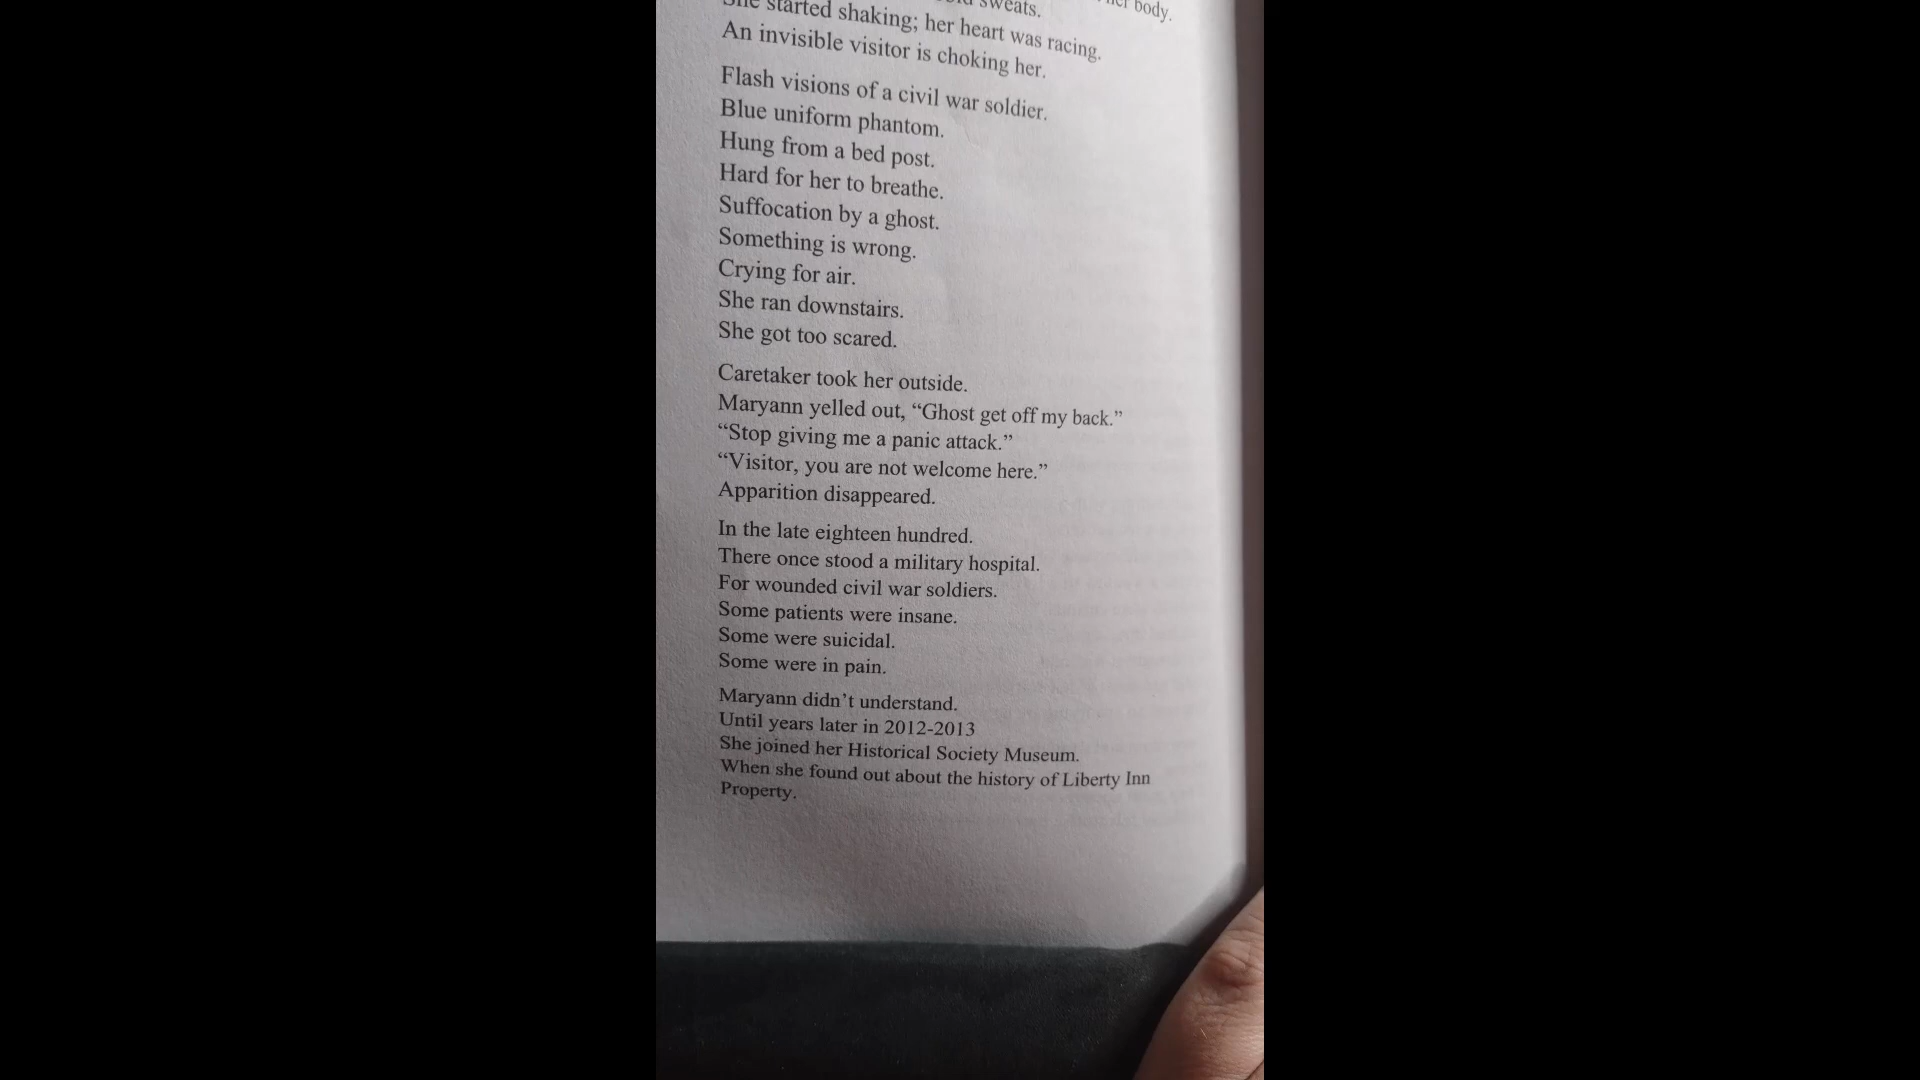 her body.
sweats.
She started shaking; her heart was racing.
An invisible visitor is choking her.
Flash visions of a civil war soldier.
Blue uniform phantom.
Hung from a bed post.
Hard for her to breathe.
Suffocation by a ghost.
Something is wrong.
Crying for air.
She ran downstairs.
She got too scared.
Caretaker took her outside.
Maryann yelled out, “Ghost get off my back.”
“Stop giving me a panic attack.”
“Visitor, you are not welcome here.”
Apparition disappeared.
In the late eighteen hundred.
There once stood a military hospital.
For wounded civil war soldiers.
Some patients were insane.
Some were suicidal.
Some were in pain.
Maryann didn’t understand.
Until years later in 2012-2013
She joined her Historical Society Museum.
When she found out about the history of Liberty Inn
Property.